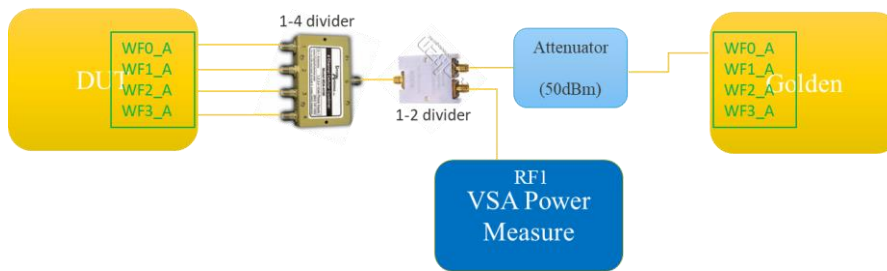 1-4 divider
DUT
WF0_A
WF1_A
WF2_A
WF3_A
1-2 divider
Attenuator
(50dBm)
WF0_A
WF1_A
WF2_A
WF3_A
Golden
RF1
VSA Power
Measure